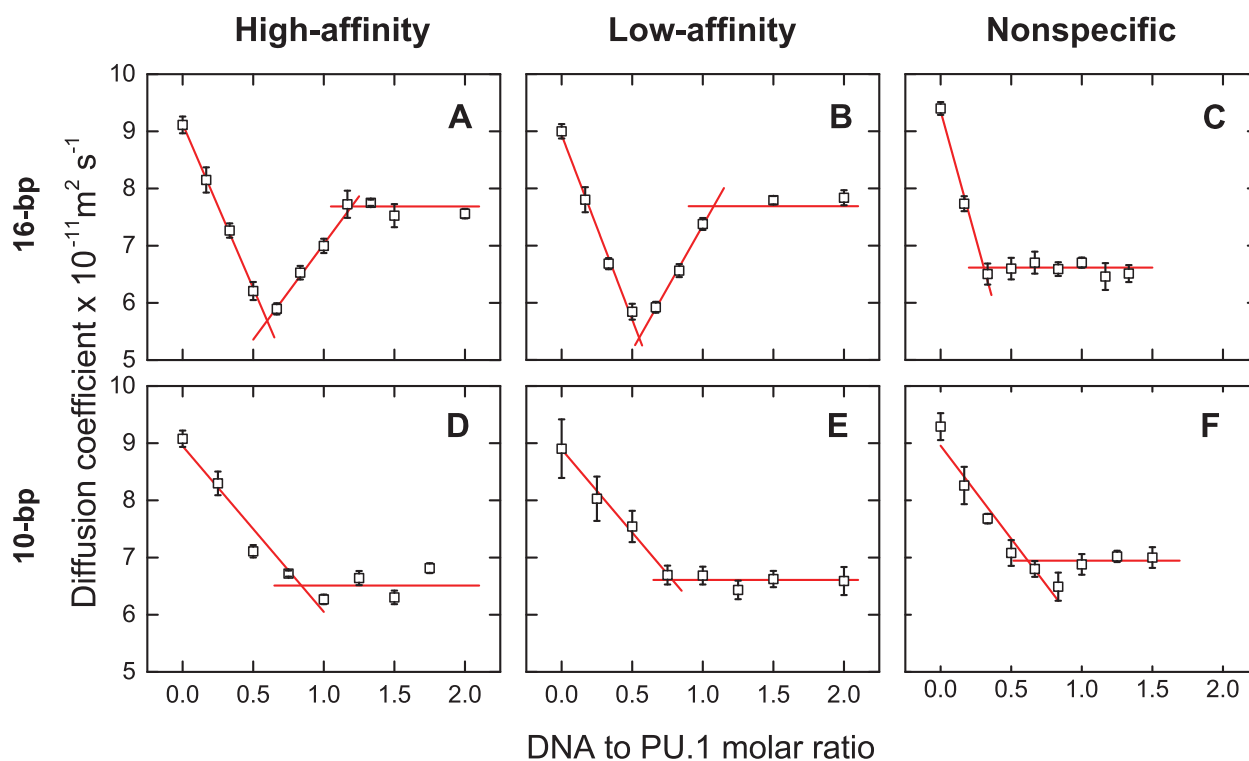 High-affinity Low-affinity Nonspecific
16-bp
10-bp
Diffusion coefficient x 10⁻¹¹m² s⁻¹
10
9
8
7
6
5
A
B
C
10
9
8
7
6
5
D
E
F
0.0 0.5 1.0 1.5 2.0
0.0 0.5 1.0 1.5 2.0
0.0 0.5 1.0 1.5 2.0
DNA to PU.1 molar ratio